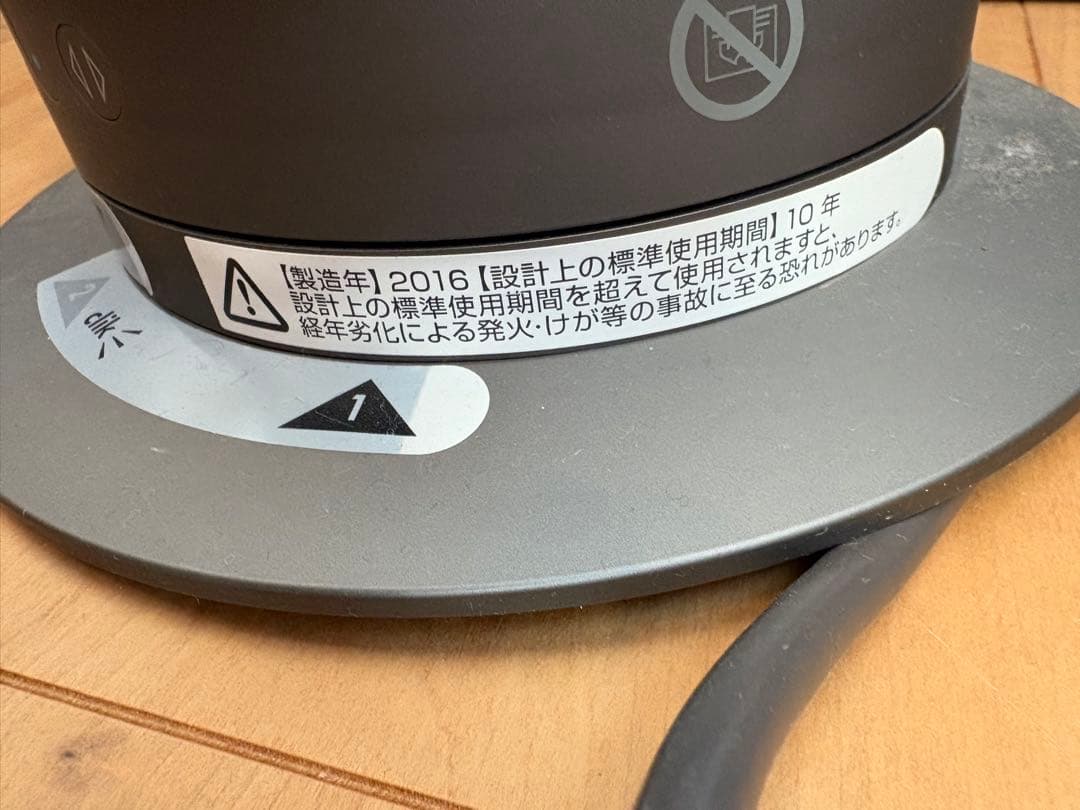 【製造年】2016【設計上の標準使用期間】10 年
設計上の標準使用期間を超えて使用されますと、
経年劣化による発火・けが等の事故に至る恐れがあります。
1